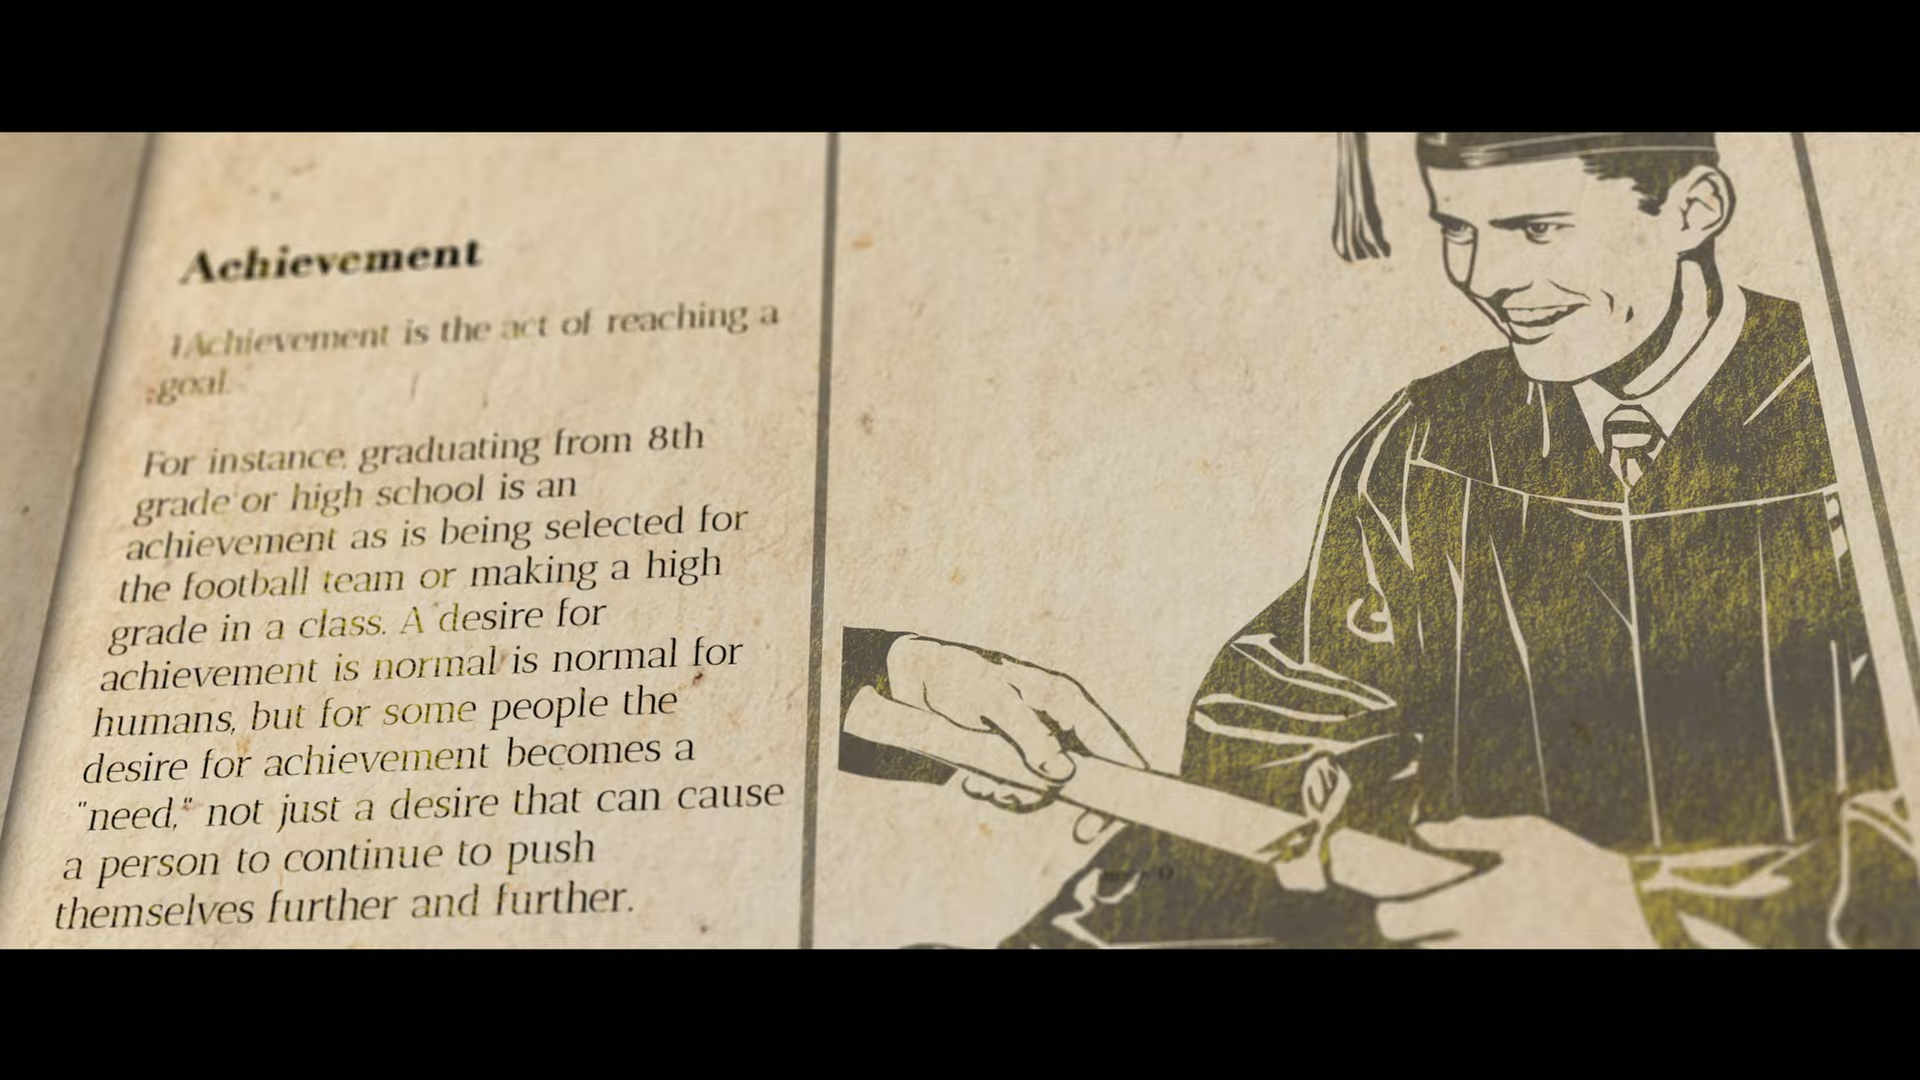 Achievement
1Achievement is the act of reaching a
goal.
For instance, graduating from 8th
grade or high school is an
achievement as is being selected for
the football team or making a high
grade in a class. A desire for
achievement is normal is normal for
humans, but for some people the
desire for achievement becomes a
"need," not just a desire that can cause
a person to continue to push
themselves further and further.